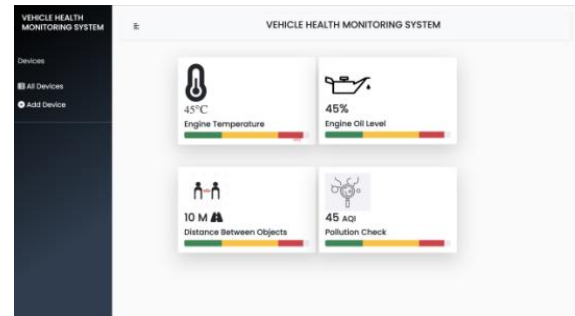 VEHICLE HEALTH
MONITORING SYSTEM
VEHICLE HEALTH MONITORING SYSTEM
Devices
All Devices
Add Device
45°C
Engine Temperature
45%
Engine Oil Level
10 M
Distance Between Objects
45 AQI
Pollution Check